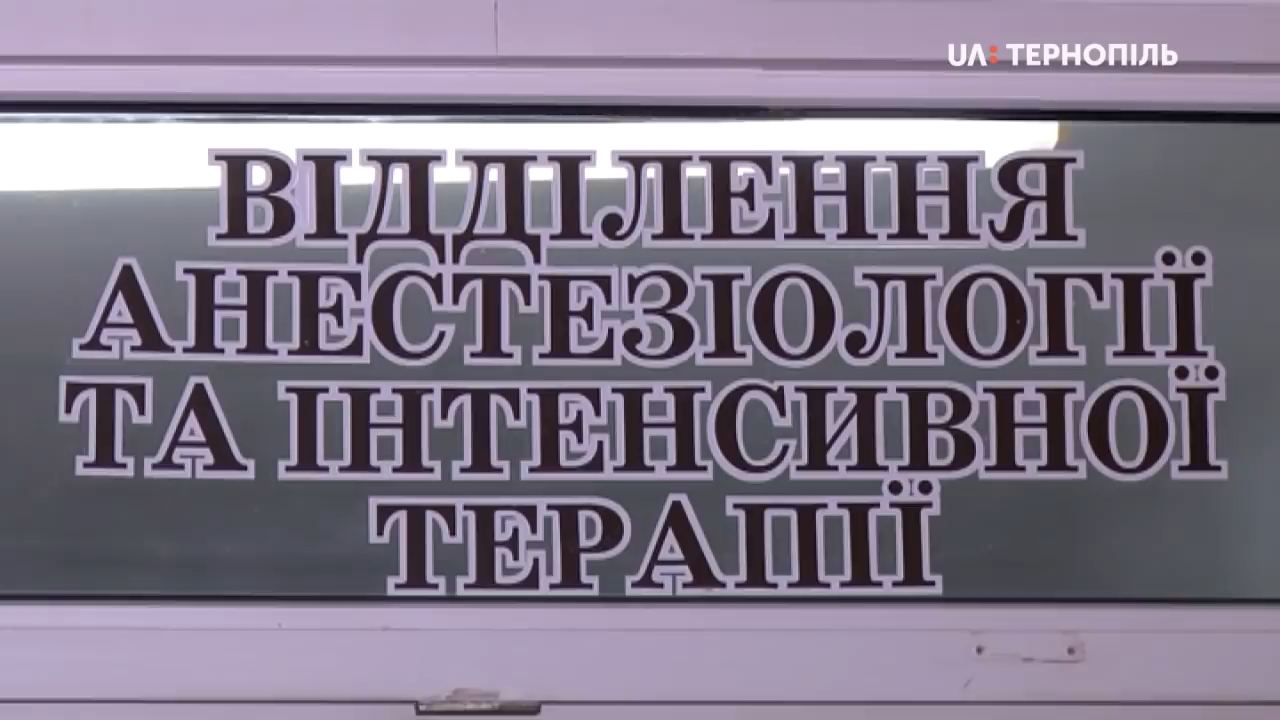 UA: ТЕРНОПІЛЬ
ВІДДІЛЕННЯ
АНЕСТЕЗІОЛОГІЇ
ТА ІНТЕНСИВНОЇ
ТЕРАПІЇ